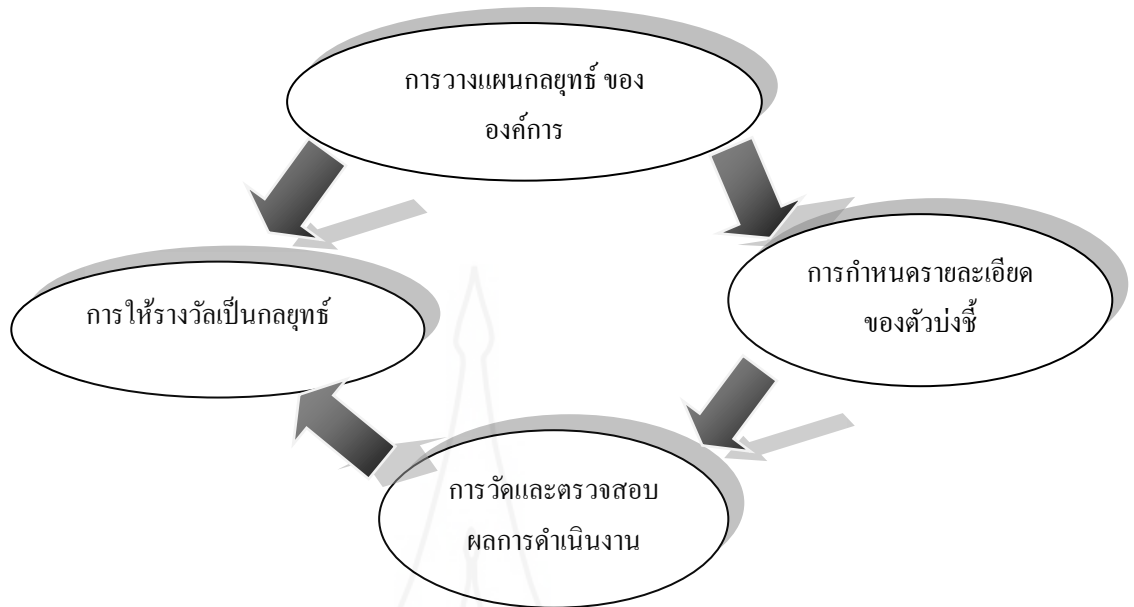 การวางแผนกลยุทธ์ ของ
องค์การ
การให้รางวัลเป็นกลยุทธ์
การกำหนดรายละเอียด
ของตัวบ่งชี้
การวัดและตรวจสอบ
ผลการดำเนินงาน